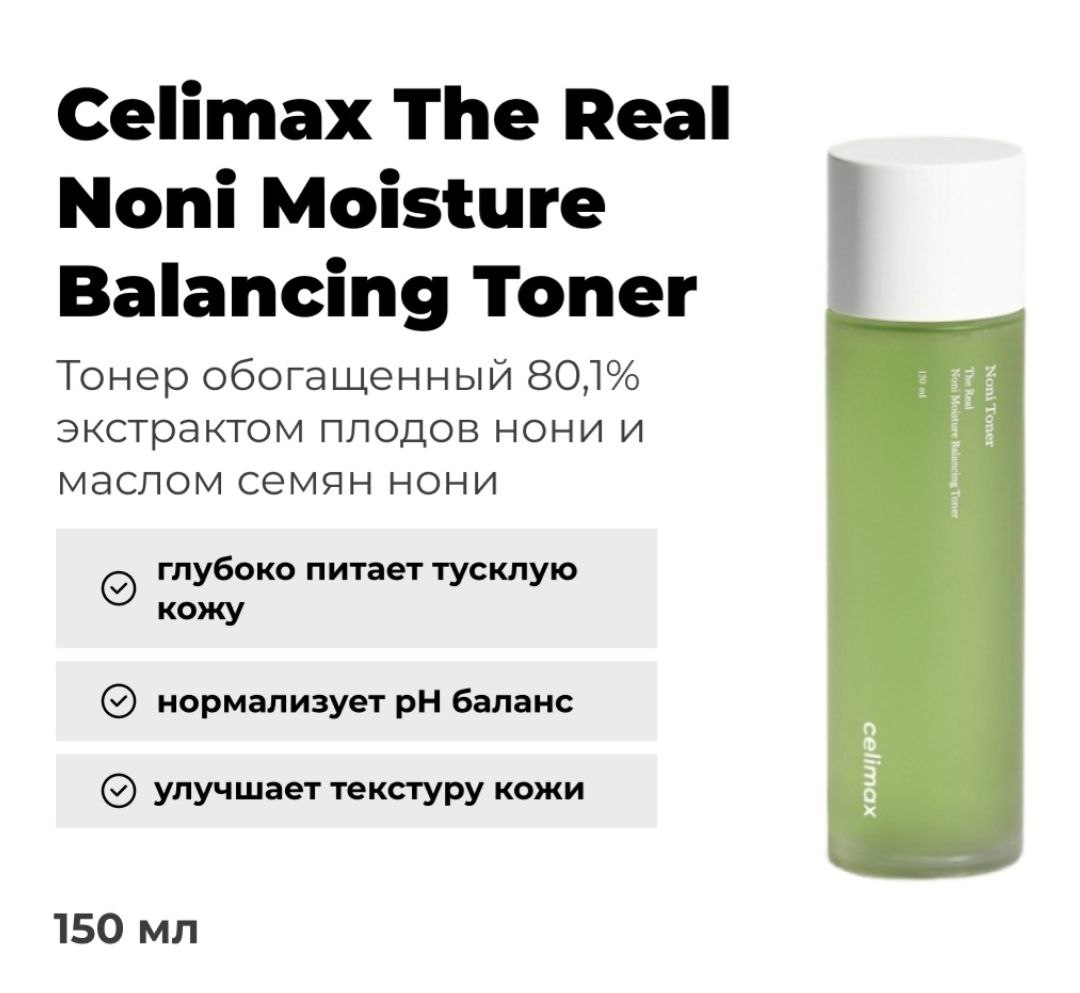 Celimax The Real
Noni Moisture
Balancing Toner
Тонер обогащенный 80,1%
экстрактом плодов нони и
маслом семян нони
глубоко питает тусклую
кожу
нормализует pH баланс
улучшает текстуру кожи
150 мл
Noni Toner
The Real
Noni Moisture Balancing Toner
150 ml
celimax